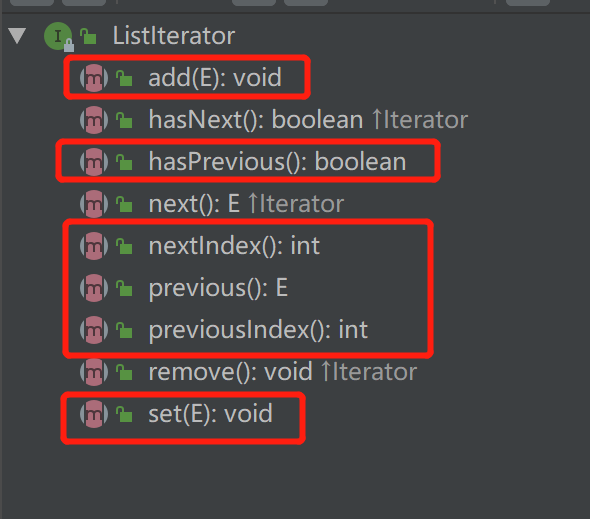 I ListIterator
m add(E): void
m hasNext(): boolean ↑Iterator
m hasPrevious(): boolean
m next(): E ↑Iterator
m nextIndex(): int
m previous(): E
m previousIndex(): int
m remove(): void ↑Iterator
m set(E): void